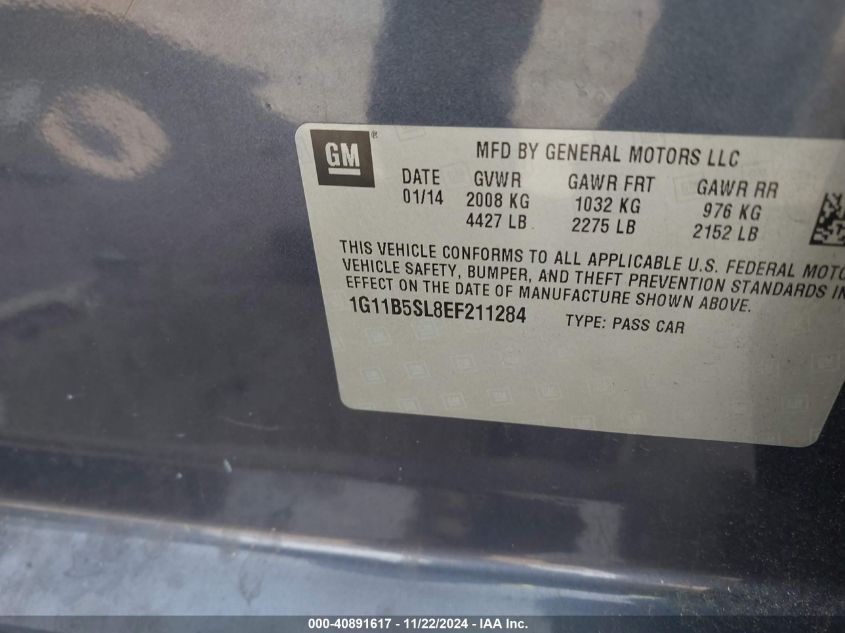 GM®
MFD BY GENERAL MOTORS LLC
DATE GVWR GAWR FRT GAWR RR
01/14 2008 KG 1032 KG 976 KG
4427 LB 2275 LB 2152 LB
THIS VEHICLE CONFORMS TO ALL APPLICABLE U.S. FEDERAL MOTO
VEHICLE SAFETY, BUMPER, AND THEFT PREVENTION STANDARDS IN
EFFECT ON THE DATE OF MANUFACTURE SHOWN ABOVE.
1G11B5SL8EF211284 TYPE: PASS CAR
000-40891617 - 11/22/2024 - IAA Inc.